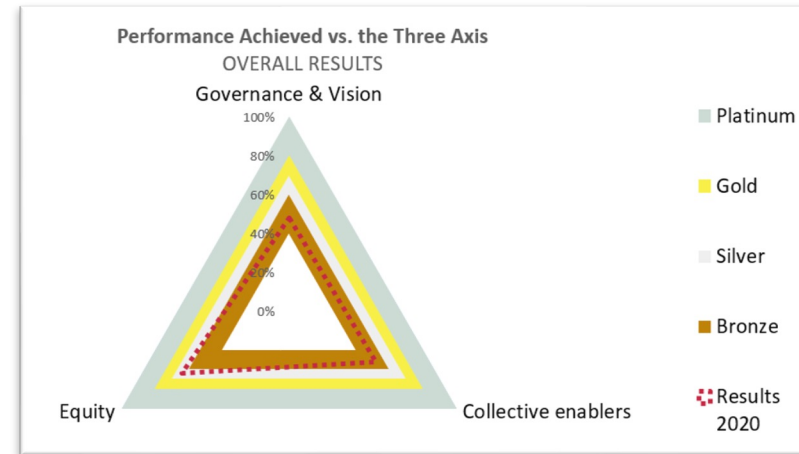 Performance Achieved vs. the Three Axis
OVERALL RESULTS
Governance & Vision
100%
80%
60%
40%
20%
0%
Equity
Collective enablers
Platinum
Gold
Silver
Bronze
Results
2020